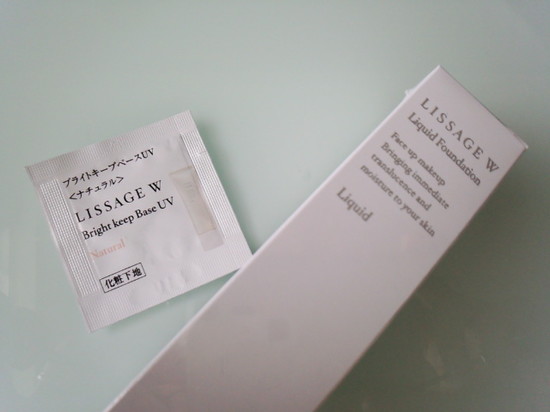 ブライトキープベースUV
<ナチュラル>
LISSAGE W
Bright keep Base UV
Natural
化粧下地
LISSAGE W
Liquid Foundation
Face up makeup
Bringing immediate
translucence and
moisture to your skin
Liquid